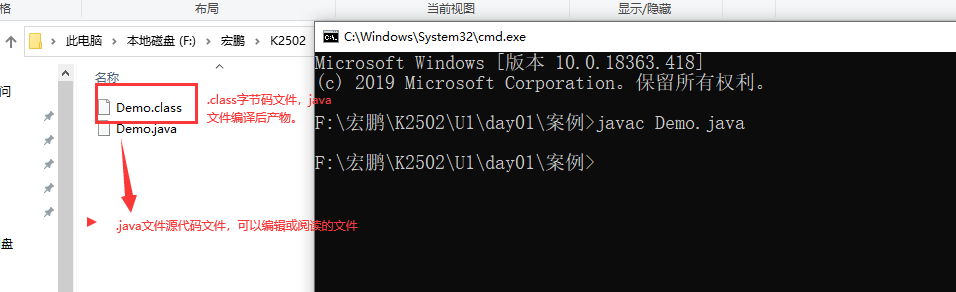 格
布局
当前视图
显示/隐藏
此电脑 › 本地磁盘 (F:) › 宏鹏 › K2502
C:\Windows\System32\cmd.exe
名称
问
Demo.class
Demo.java
.class字节码文件，java
文件编译后产物。
.java文件源代码文件，可以编辑或阅读的文件
盘
Microsoft Windows [版本 10.0.18363.418]
(c) 2019 Microsoft Corporation。保留所有权利。
F:\宏鹏\K2502\U1\day01\案例>javac Demo.java
F:\宏鹏\K2502\U1\day01\案例>